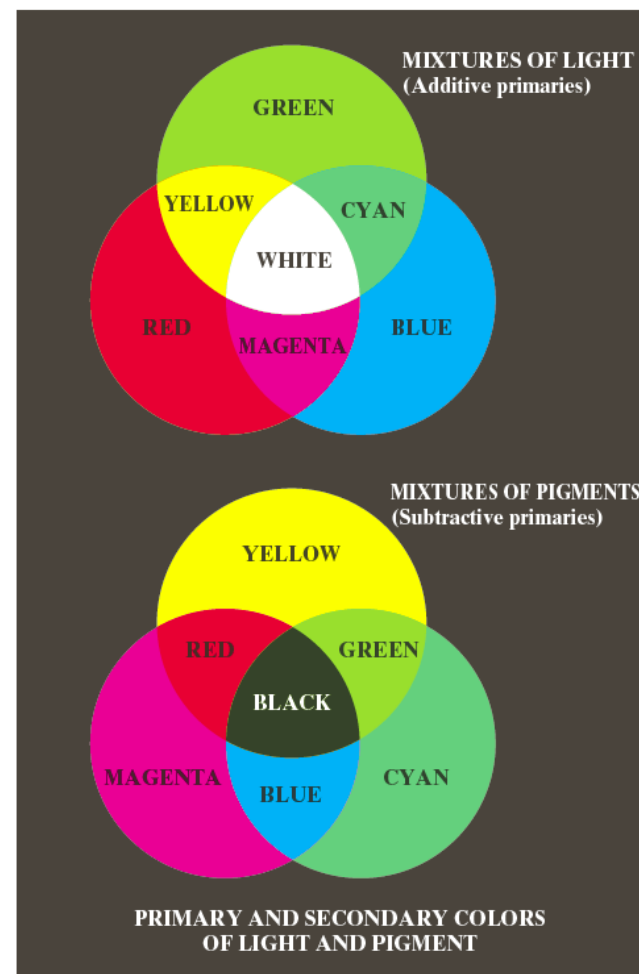 MIXTURES OF LIGHT
(Additive primaries)
GREEN
YELLOW
CYAN
WHITE
RED
BLUE
MAGENTA
MIXTURES OF PIGMENTS
(Subtractive primaries)
YELLOW
RED
GREEN
BLACK
MAGENTA
CYAN
BLUE
PRIMARY AND SECONDARY COLORS
OF LIGHT AND PIGMENT